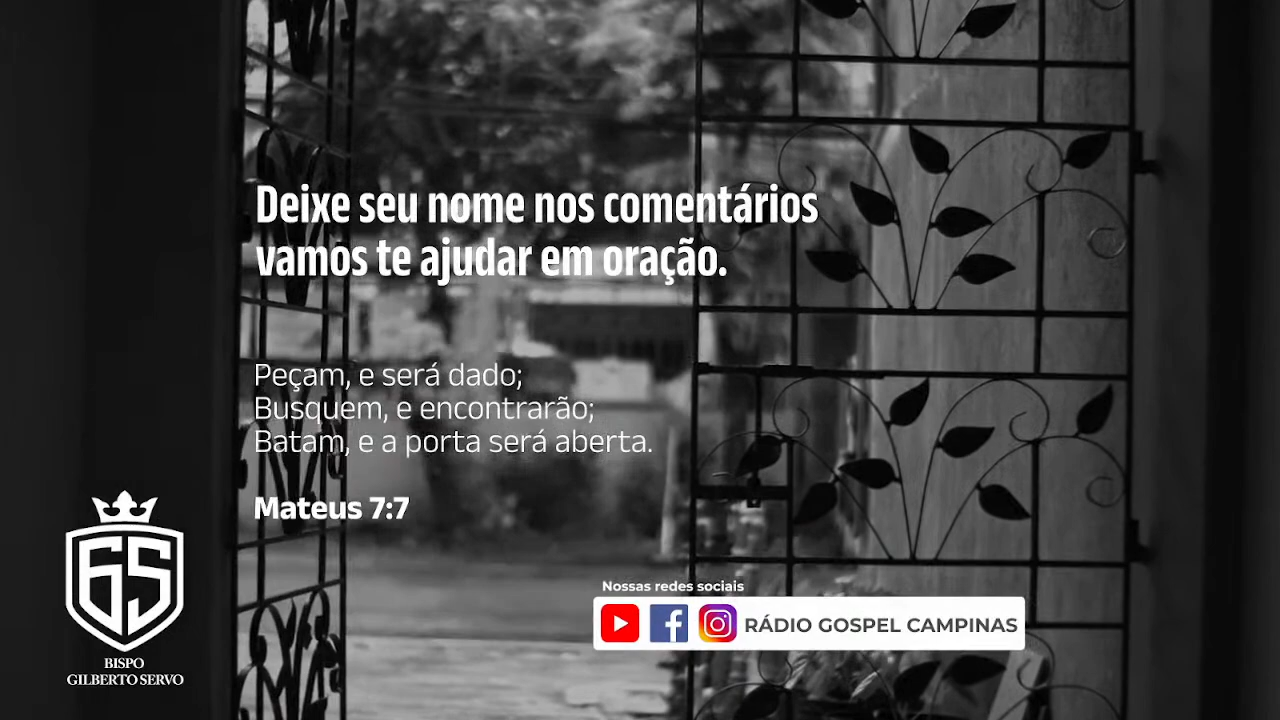 Deixe seu nome nos comentários
vamos te ajudar em oração.
Peçam, e será dado;
Busquem, e encontrarão;
Batam, e a porta será aberta.
Mateus 7:7
GS
BISPO
GILBERTO SERVO
Nossas redes sociais
RÁDIO GOSPEL CAMPINAS